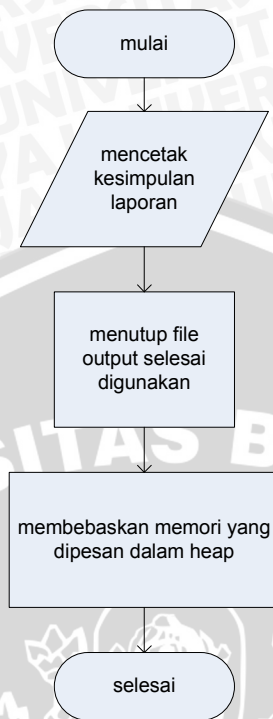 mulai
mencetak
kesimpulan
laporan
menutup file
output selesai
digunakan
membebaskan memori yang
dipesan dalam heap
selesai